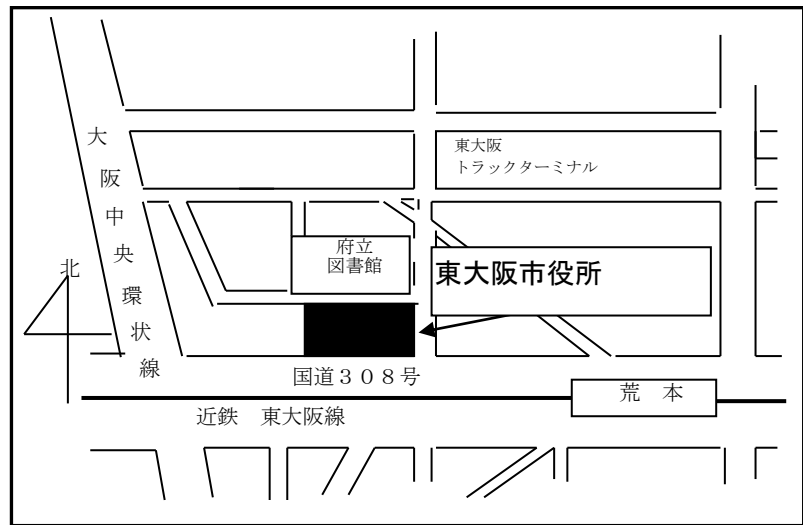 大阪中央環状線
北
東大阪
トラックターミナル
府立
図書館
東大阪市役所
国道３０８号
荒　本
近鉄　東大阪線